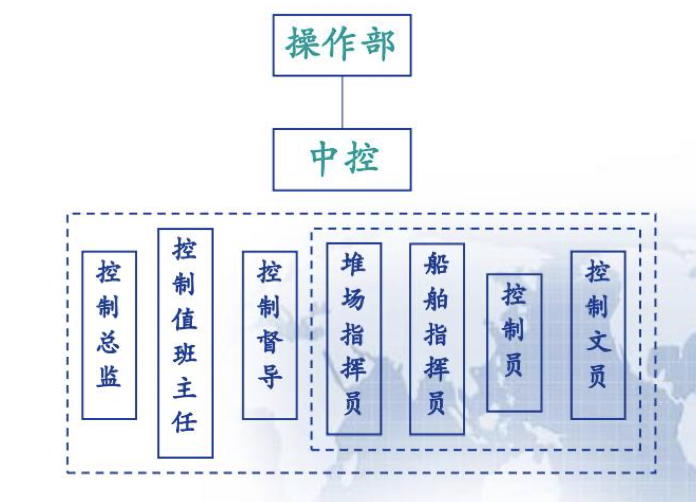 操作部
中控
控制总监
控制值班主任
控制督导
堆场指挥员
船舶指挥员
控制员
控制文员